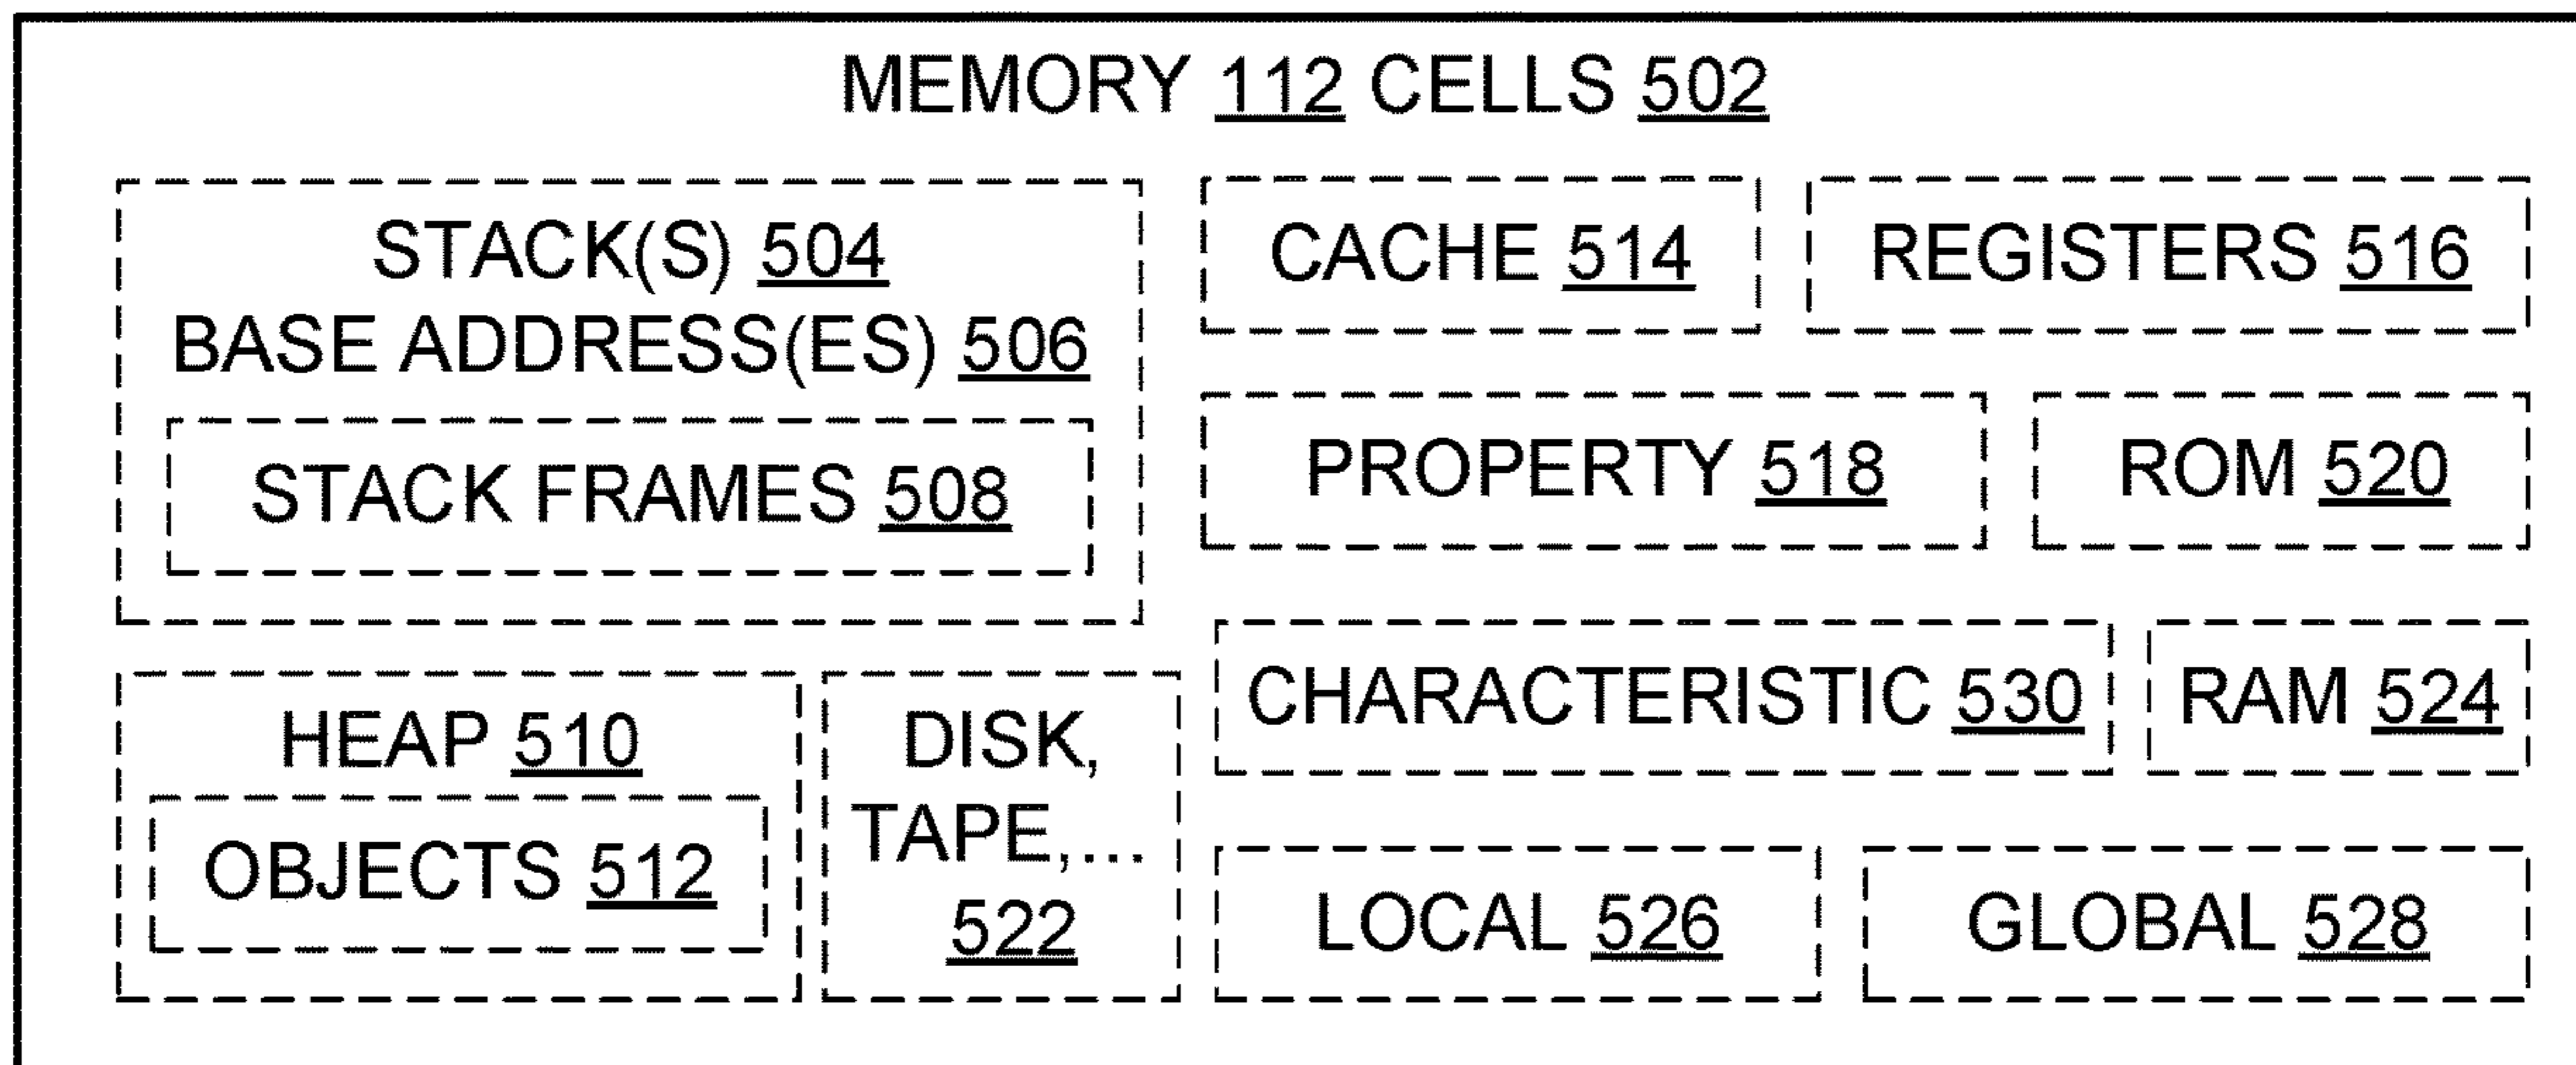 MEMORY 112 CELLS 502
STACK(S) 504
BASE ADDRESS(ES) 506
STACK FRAMES 508
CACHE 514
REGISTERS 516
PROPERTY 518
ROM 520
HEAP 510
OBJECTS 512
DISK,
TAPE,...
522
CHARACTERISTIC 530
RAM 524
LOCAL 526
GLOBAL 528